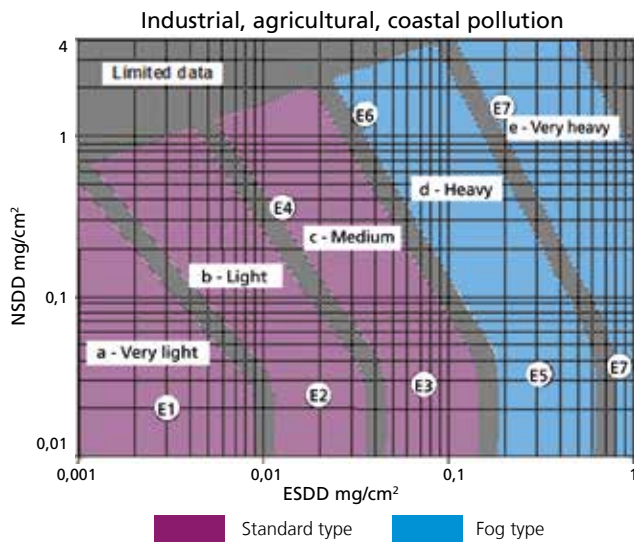 Industrial, agricultural, coastal pollution
4
Limited data
E6
E7
e - Very heavy
1
d - Heavy
E4
c - Medium
b - Light
NSDD mg/cm²
0,1
a - Very light
E1
E2
E3
E5
E7
0,01
0,001
0,01
0,1
1
ESDD mg/cm²
Standard type
Fog type